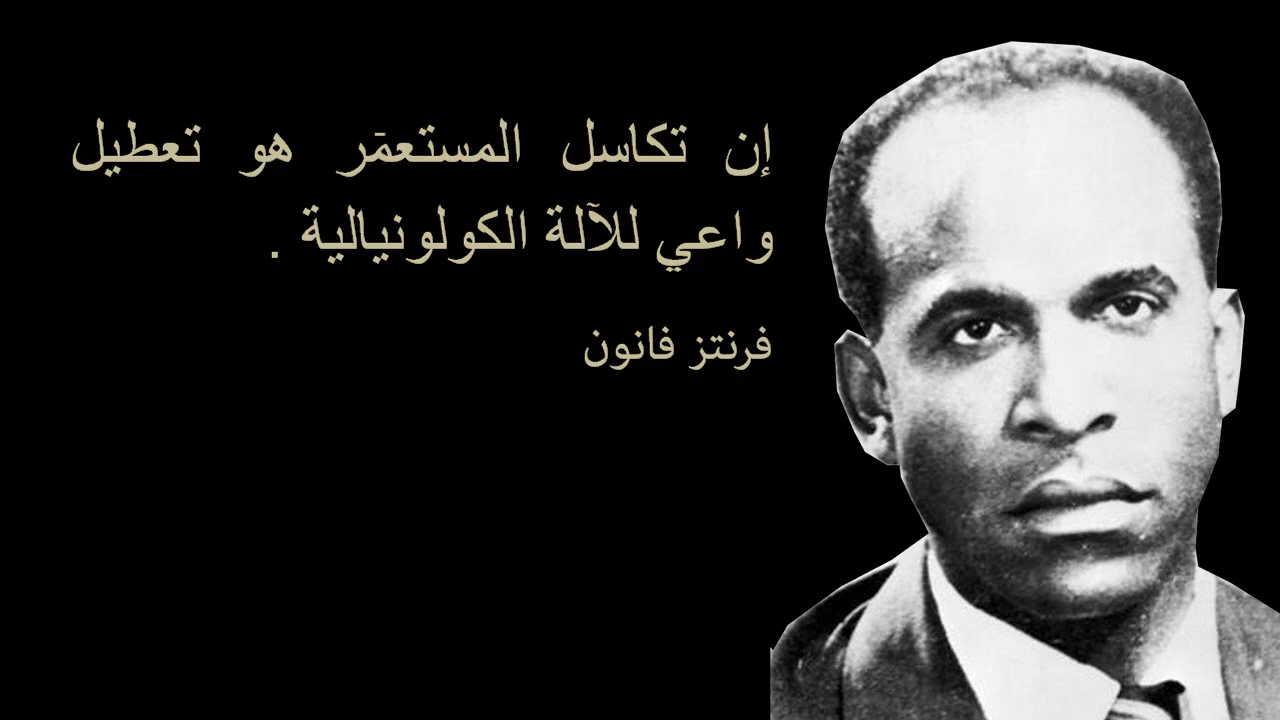 إن تكاسل المستعمَر هو تعطيل
واعي للآلة الكولونيالية .
فرنتز فانون